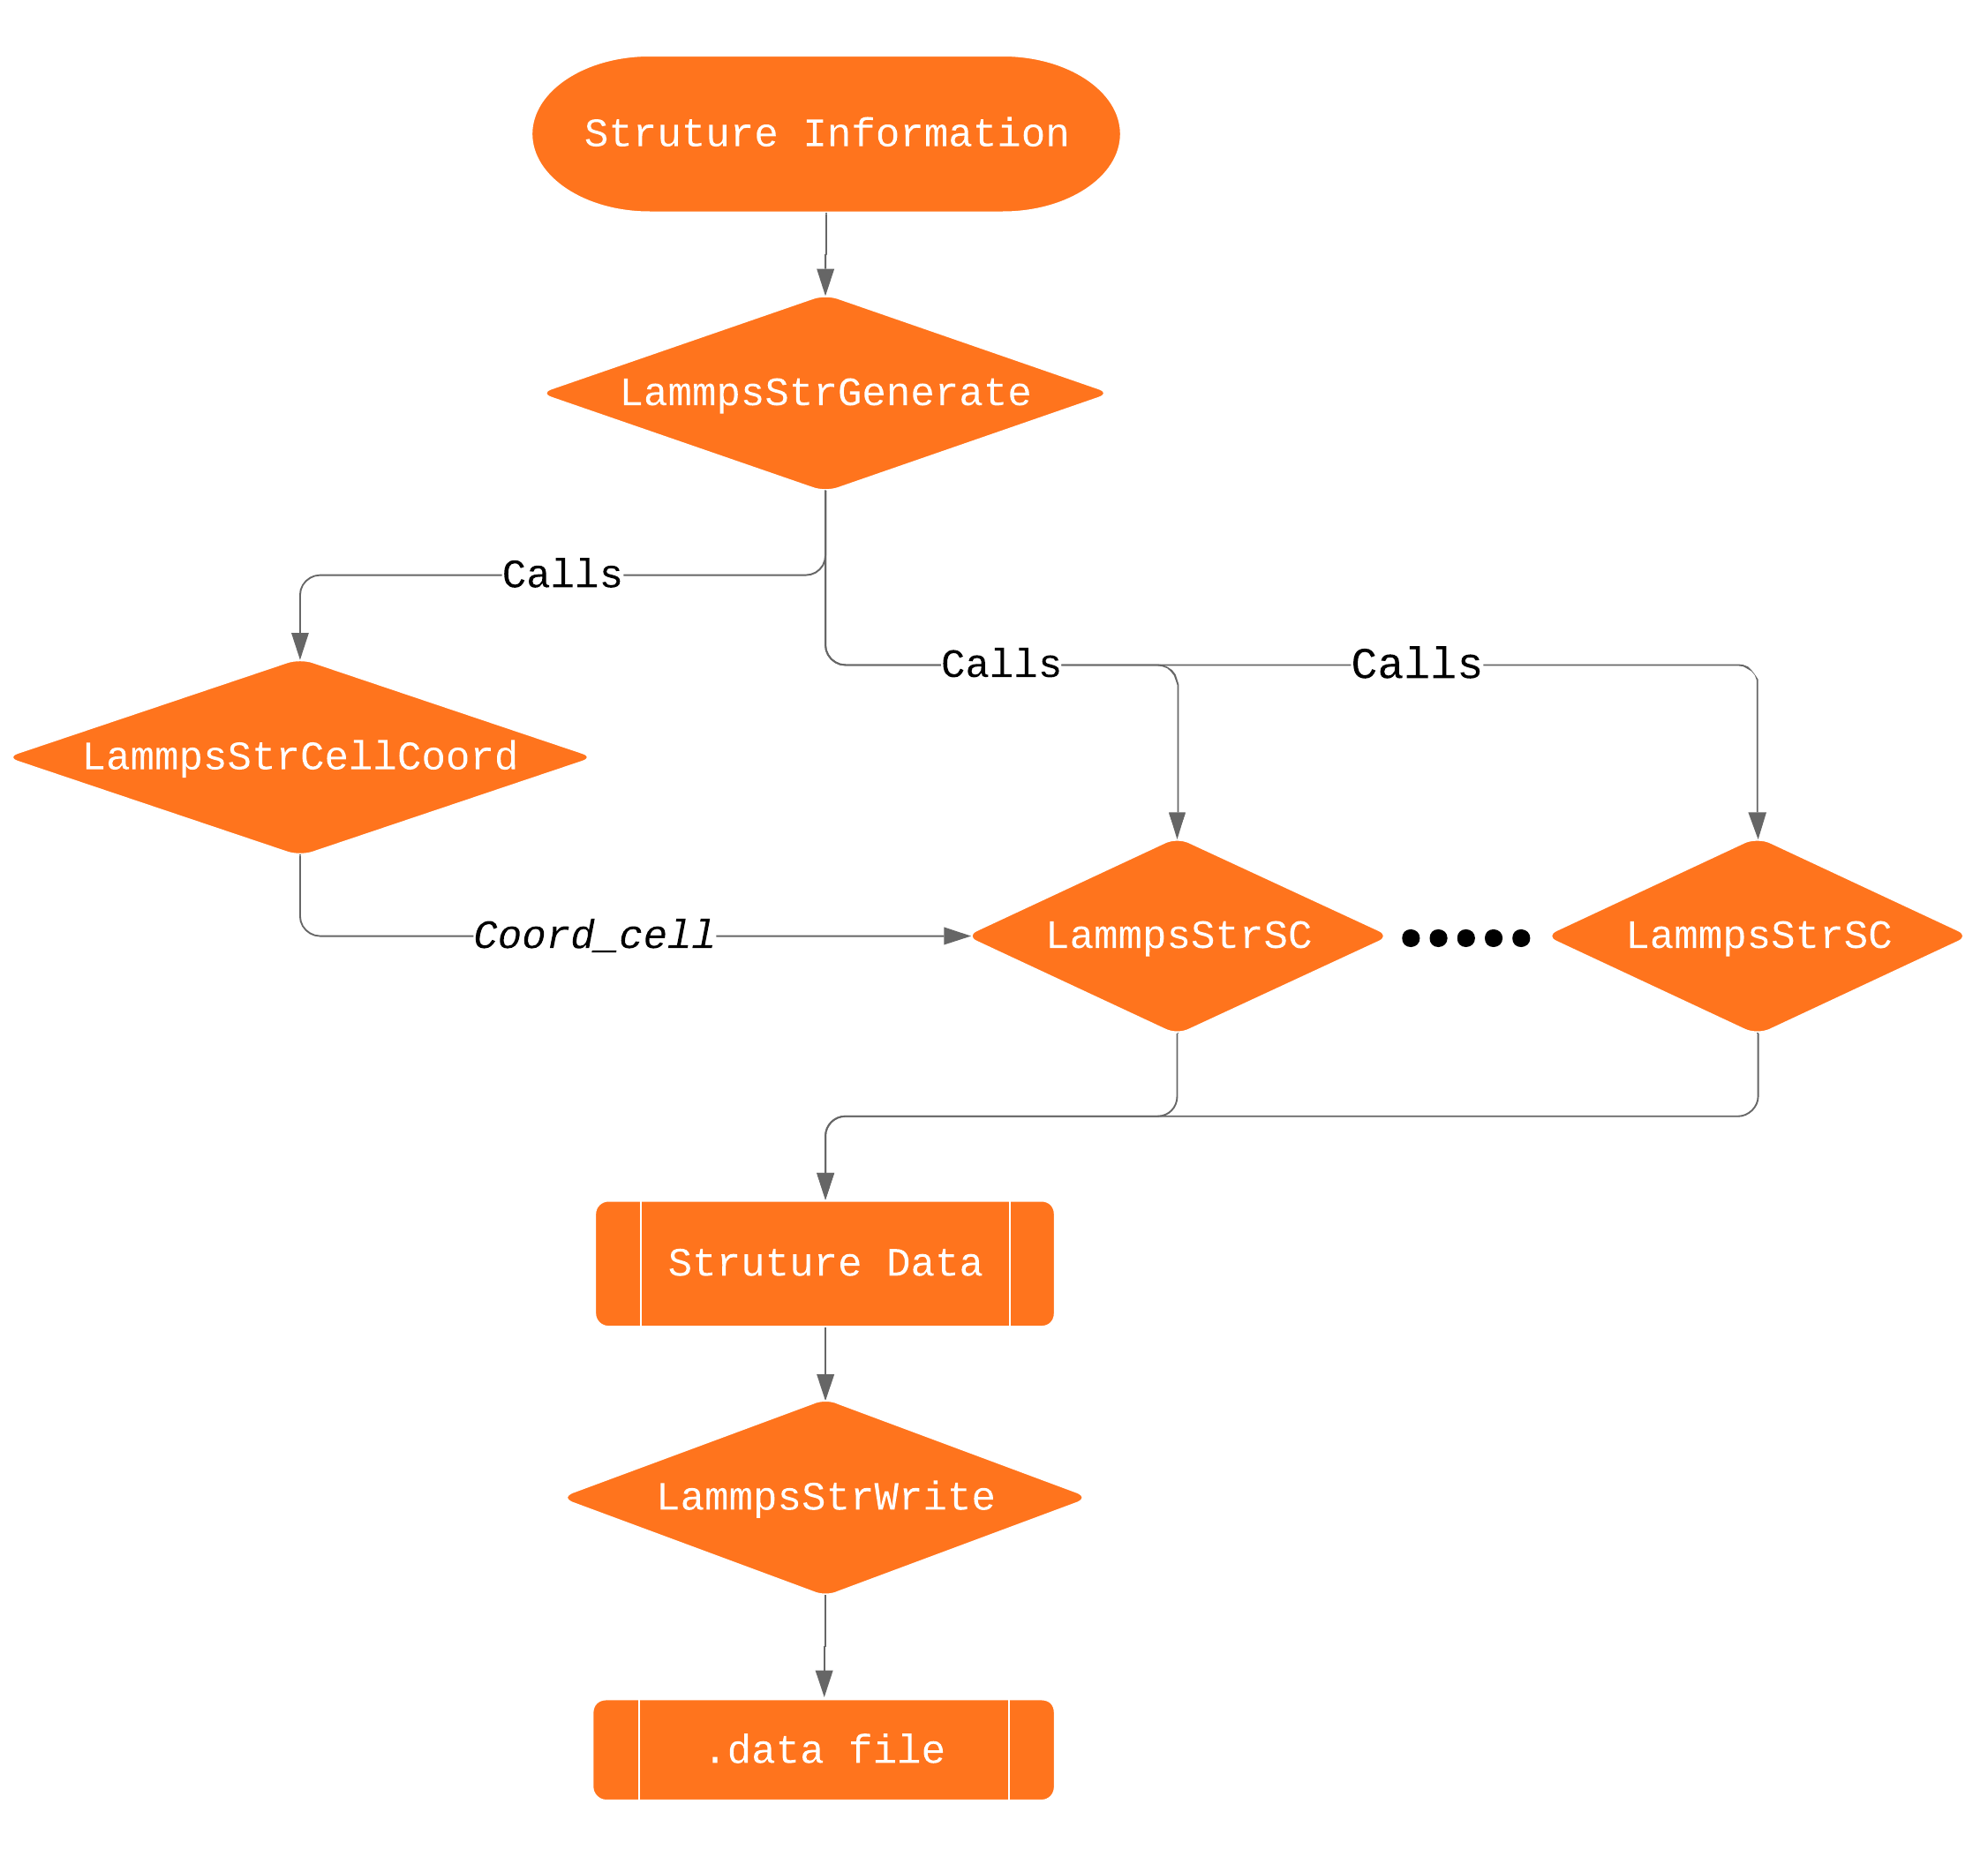 Struture Information
LammpsStrGenerate
Calls
Calls
Calls
LammpsStrCellCoord
Coord_cell
LammpsStrSC
LammpsStrSC
Struture Data
LammpsStrWrite
.data file